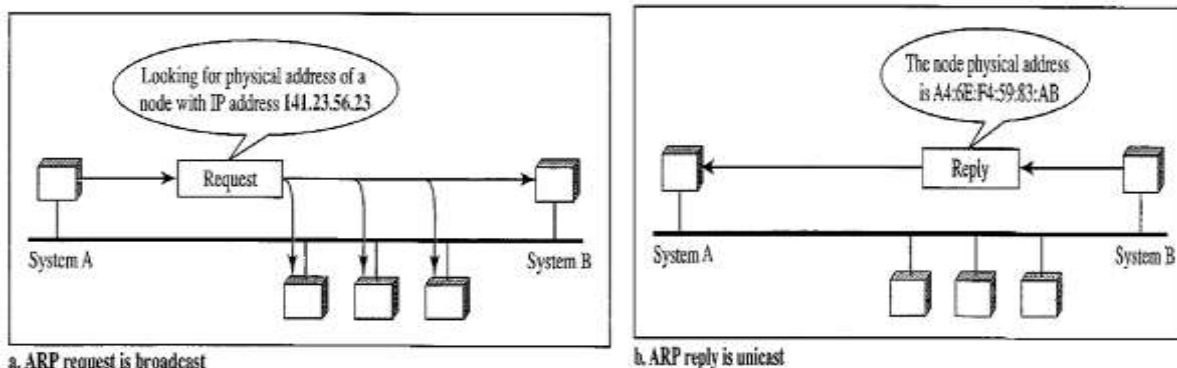 Looking for physical address of a
node with IP address 141.23.56.23
Request
System A
System B
a. ARP request is broadcast
The node physical address
is A4:6E:F4:59:83:AB
Reply
System A
System B
b. ARP reply is unicast